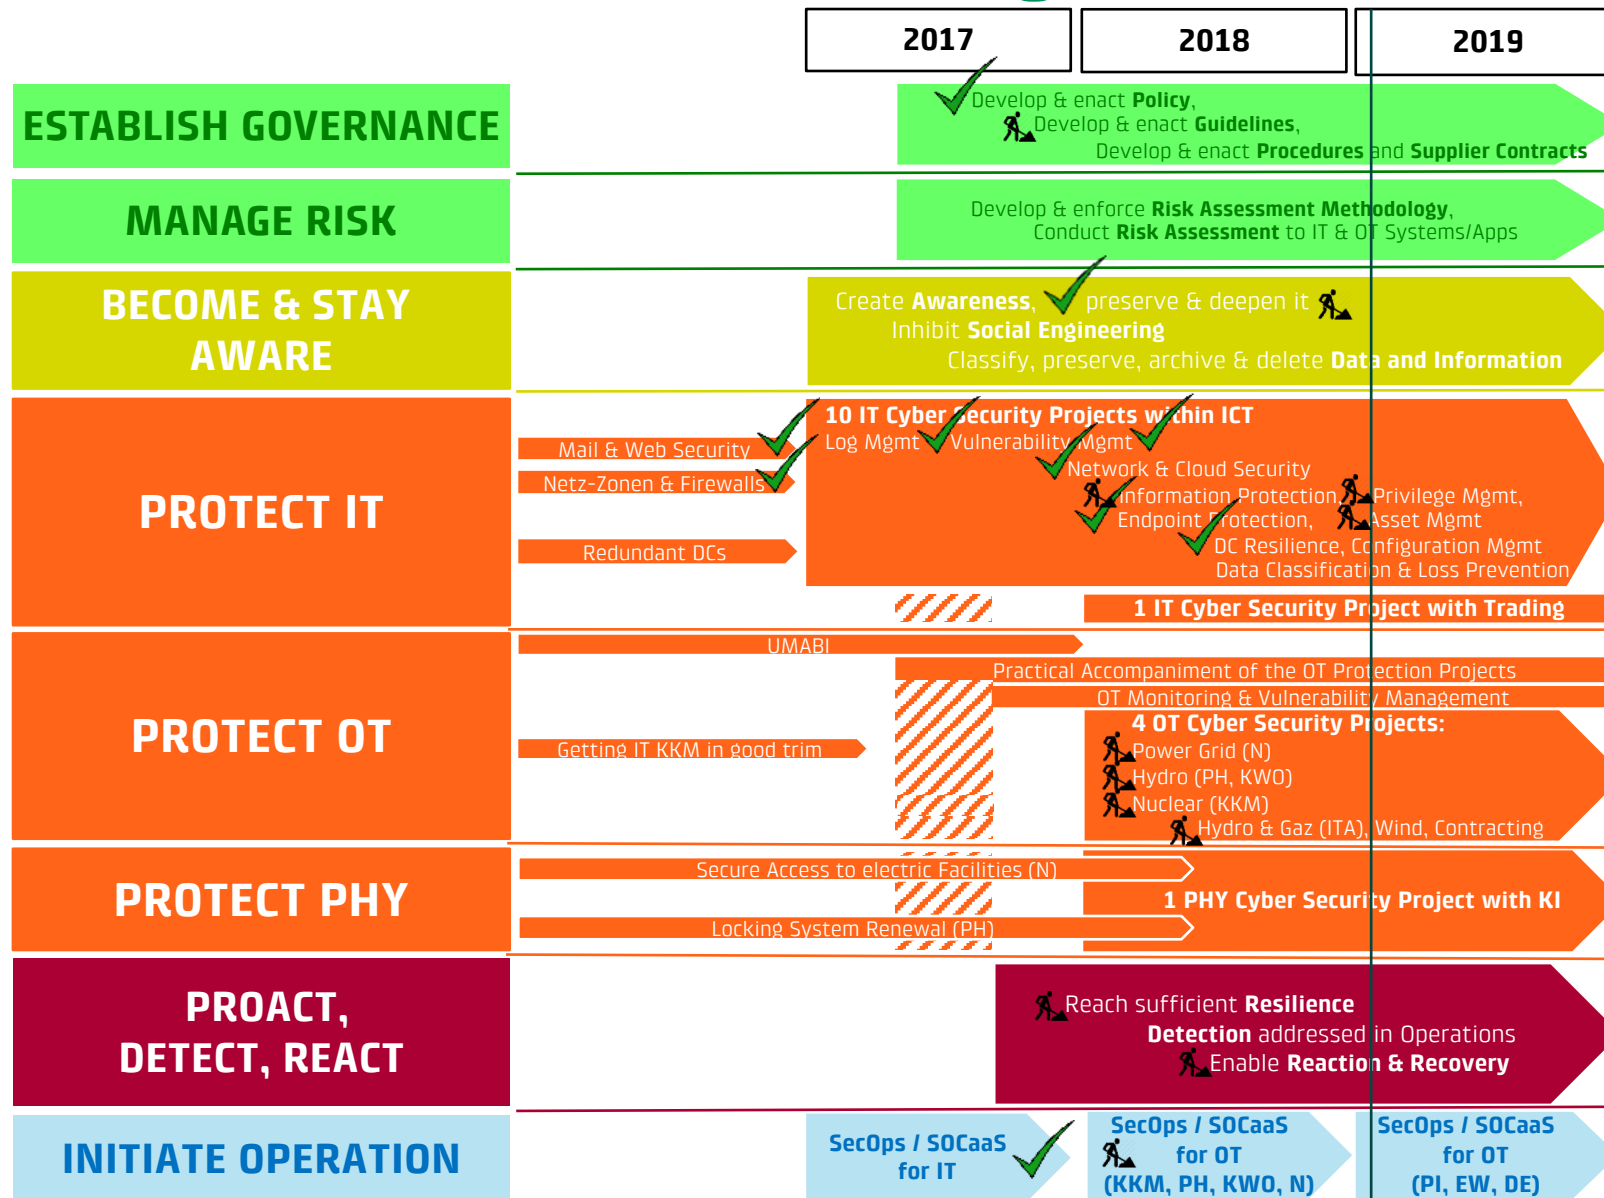 2017 2018 2019
ESTABLISH GOVERNANCE
Develop & enact Policy,
Develop & enact Guidelines,
Develop & enact Procedures and Supplier Contracts
MANAGE RISK
Develop & enforce Risk Assessment Methodology,
Conduct Risk Assessment to IT & OT Systems/Apps
BECOME & STAY
AWARE
Create Awareness, preserve & deepen it
Inhibit Social Engineering
Classify, preserve, archive & delete Data and Information
PROTECT IT
Mail & Web Security
Netz-Zonen & Firewalls
Redundant DCs
10 IT Cyber Security Projects within ICT
Log Mgmt Vulnerability Mgmt
Network & Cloud Security
Information Protection, Privilege Mgmt,
Endpoint Protection, Asset Mgmt
DC Resilience, Configuration Mgmt
Data Classification & Loss Prevention
1 IT Cyber Security Project with Trading
PROTECT OT
UMABI
Practical Accompaniment of the OT Protection Projects
OT Monitoring & Vulnerability Management
Getting IT KKM in good trim
4 OT Cyber Security Projects:
Power Grid (N)
Hydro (PH, KWO)
Nuclear (KKM)
Hydro & Gaz (ITA), Wind, Contracting
PROTECT PHY
Secure Access to electric Facilities (N)
Locking System Renewal (PH)
1 PHY Cyber Security Project with KI
PROACT,
DETECT, REACT
Reach sufficient Resilience
Detection addressed in Operations
Enable Reaction & Recovery
INITIATE OPERATION
SecOps / SOCaaS
for IT
SecOps / SOCaaS
for OT
(KKM, PH, KWO, N)
SecOps / SOCaaS
for OT
(PI, EW, DE)